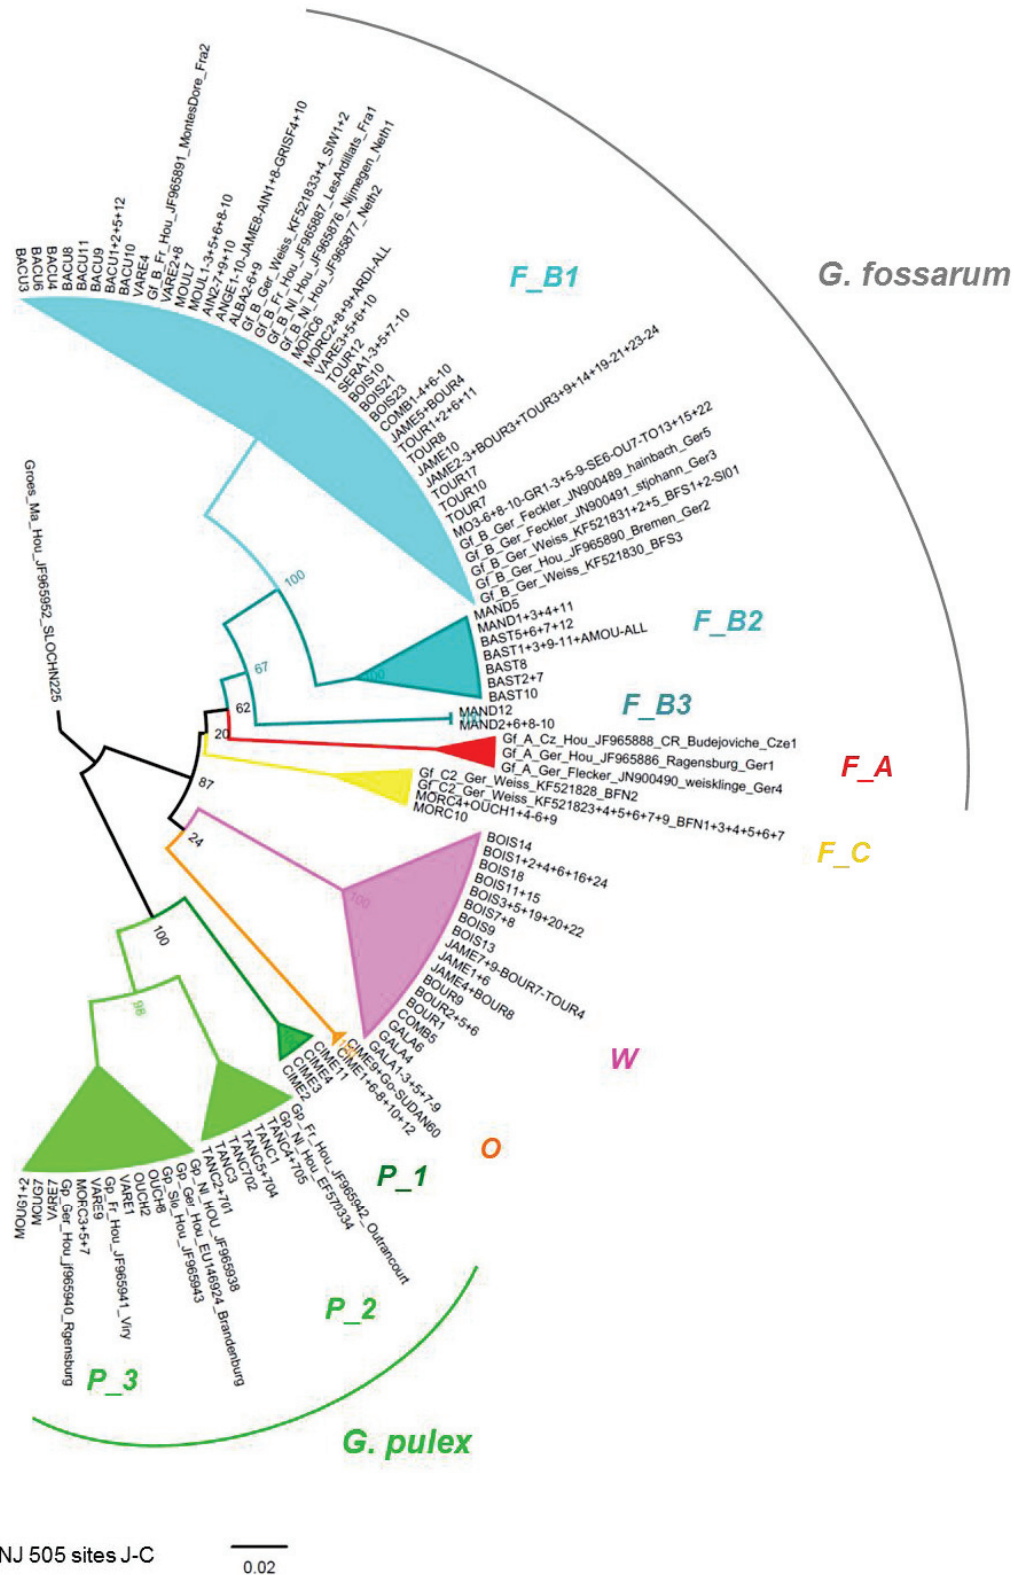 G. fossarum
F_B1
BACU3
BACU6
BACU4
BACU8
BACU11
BACU9
BACU1+2+5+12
BACU10
VARE4
Gf_B_Fr_Hou_JF965891_MontesDore_Fra2
VARE2+8
MOUL7
MOUL1-3+5+6+8-10
AIN2-7+9+10
ANGE1-10-JAME8-AIN1+8-GRISF4+10
ALBA2-6+9
Gf_B_Ger_Weiss_KF521833+4_SIW1+2
Gf_B_Fr_Hou_JF965887_LesArdillats_Fra1
Gf_B_Nl_Hou_JF965876_Nijmegen_Neth1
Gf_B_Nl_Hou_JF965877_Neth2
MORC6
MORC2+8+9+ARDI-ALL
VARE3+5+6+10
TOUR12
SERA1-3+5+7-10
BOIS10
BOIS21
BOIS23
COMB1-4+6-10
JAME5+BOUR4
TOUR1+2+6+11
TOUR8
JAME10
JAME2-3+BOUR3+TOUR3+9+14+19-21+23-24
TOUR17
TOUR10
TOUR7
MO3-6+8-10-GR1-3+5-9-SE6-OU7-TO13+15+22
Gf_B_Ger_Feckler_JN900489_hainbach_Ger5
Gf_B_Ger_Feckler_JN900491_stjohann_Ger3
Gf_B_Ger_Weiss_KF521831+2+5_BFS1+2-SI01
Gf_B_Ger_Hou_JF965890_Bremen_Ger2
Gf_B_Ger_Weiss_KF521830_BFS3
MAND5
MAND1+3+4+11
BAST5+6+7+12
BAST1+3+9-11+AMOU-ALL
BAST8
BAST2+7
BAST10
F_B2
MAND12
MAND2+6+8-10
F_B3
Gf_A_Cz_Hou_JF965888_CR_Budejoviche_Cze1
Gf_A_Ger_Hou_JF965886_Ragensburg_Ger1
Gf_A_Ger_Flecker_JN900490_weisklinge_Ger4
F_A
Gf_C2_Ger_Weiss_KF521828_BFN2
Gf_C2_Ger_Weiss_KF521823+4+5+6+7+9_BFN1+3+4+5+6+7
MORC4+OUCH1+4-6+9
MORC10
F_C
Groes_Ma_Hou_JF965952_SLOCHN225
100
67
100
62
20
87
24
100
100
98
BOIS14
BOIS1+2+4+6+16+24
BOIS18
BOIS11+15
BOIS3+5+19+20+22
BOIS7+8
BOIS9
BOIS13
JAME7+9-BOUR7-TOUR4
JAME1+6
JAME4+BOUR8
BOUR9
BOUR2+5+6
BOUR1
COMB5
GALA6
GALA4
GALA1-3+5+7-9
W
CIME9+Go-SUDAN60
CIME1+6-8+10+12
O
CIME11
CIME4
CIME3
CIME2
P_1
Gp_Fr_Hou_JF965942_Outrancourt
Gp_Nl_Hou_EF570334
TANC4+705
TANC1
TANC5+704
TANC702
TANC3
TANC2+701
P_2
Gp_Nl_HOU_JF965938
Gp_Ger_Hou_EU146924_Brandenburg
Gp_Slo_Hou_JF965943
OUCH8
OUCH2
VARE1
Gp_Fr_Hou_JF965941_Viry
VARE9
MORC3+5+7
Gp_Ger_Hou_jf965940_Rgensburg
VARE7
MOUG7
MOUG1+2
P_3
G. pulex
NJ 505 sites J-C
0.02